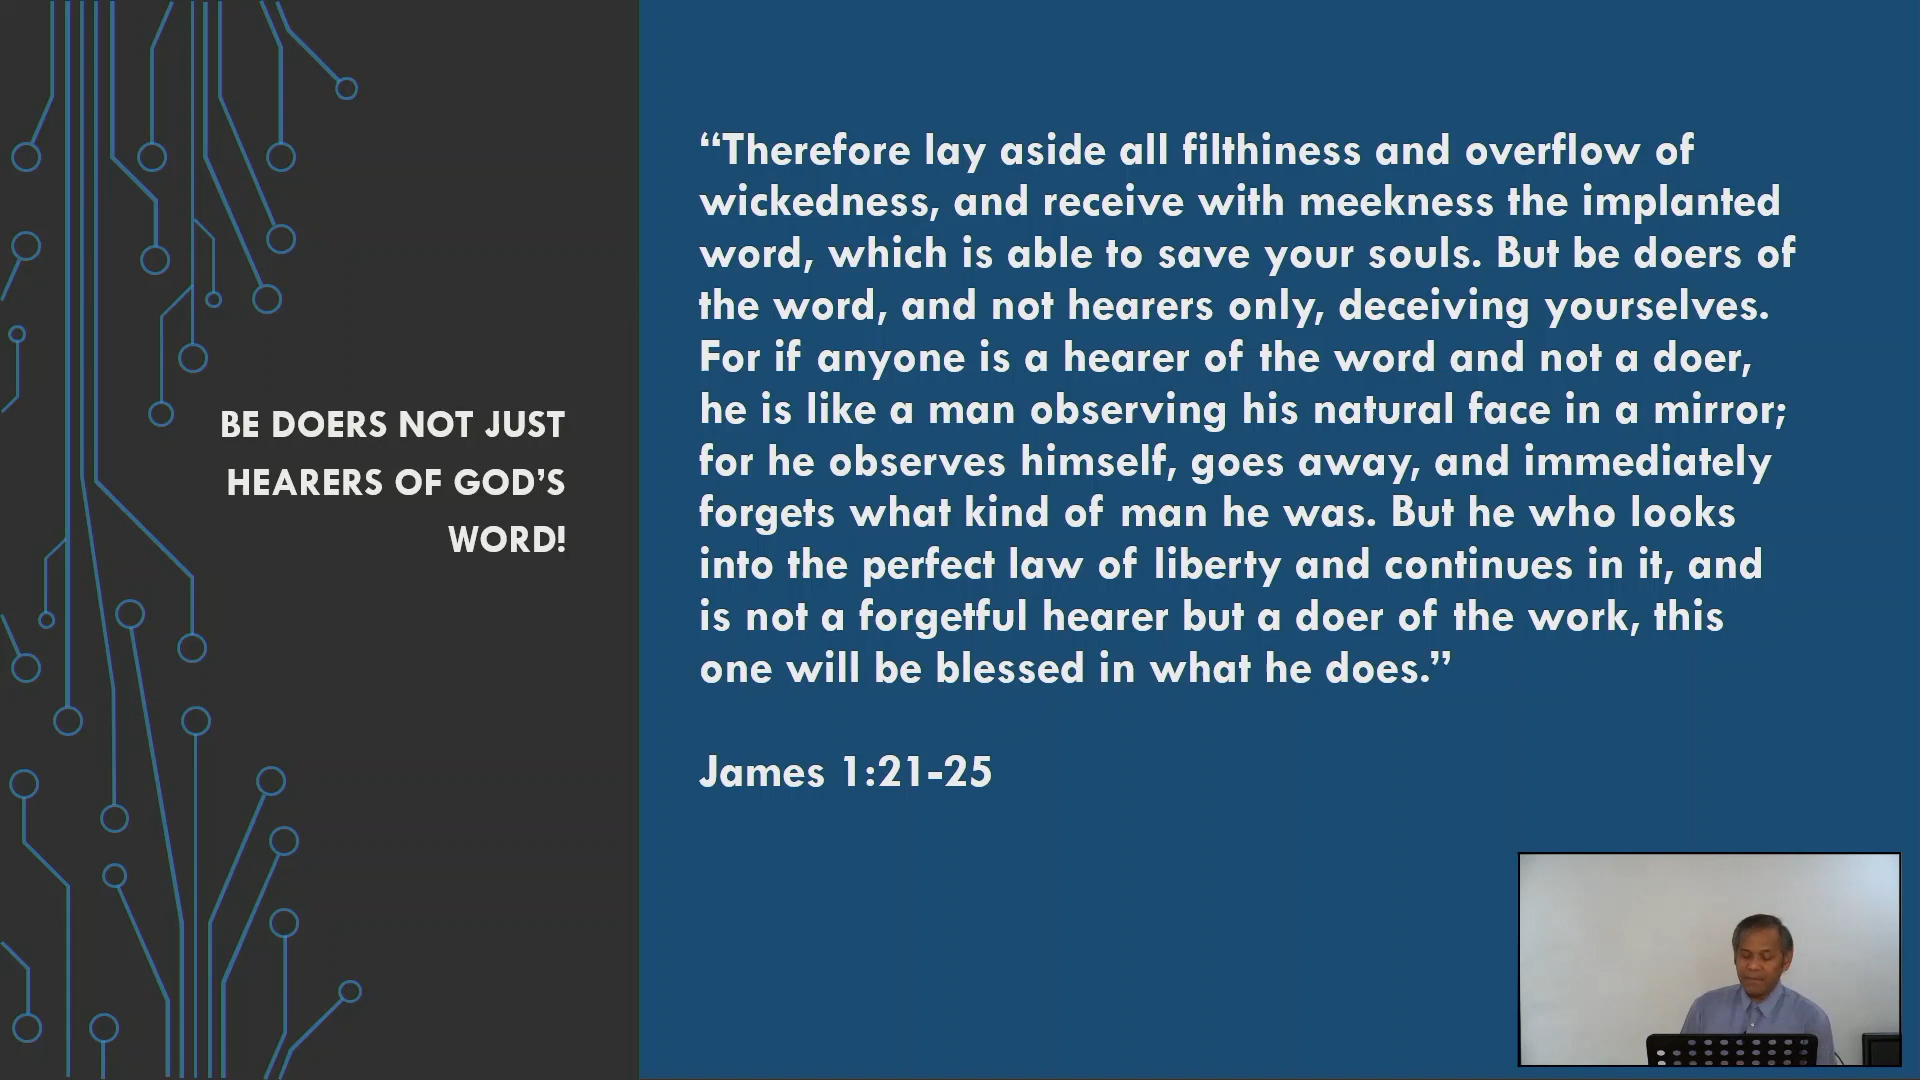 BE DOERS NOT JUST
HEARERS OF GOD’S
WORD!
“Therefore lay aside all filthiness and overflow of
wickedness, and receive with meekness the implanted
word, which is able to save your souls. But be doers of
the word, and not hearers only, deceiving yourselves.
For if anyone is a hearer of the word and not a doer,
he is like a man observing his natural face in a mirror;
for he observes himself, goes away, and immediately
forgets what kind of man he was. But he who looks
into the perfect law of liberty and continues in it, and
is not a forgetful hearer but a doer of the work, this
one will be blessed in what he does.”
James 1:21-25